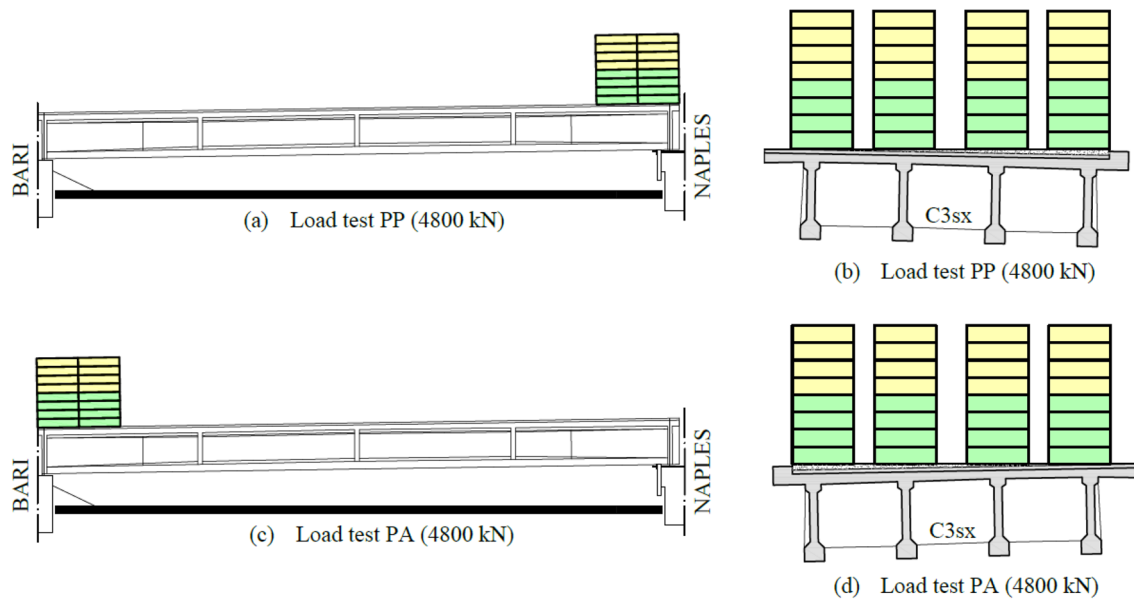 BARI
NAPLES
(a) Load test PP (4800 kN)
C3sx
(b) Load test PP (4800 kN)
BARI
NAPLES
(c) Load test PA (4800 kN)
C3sx
(d) Load test PA (4800 kN)